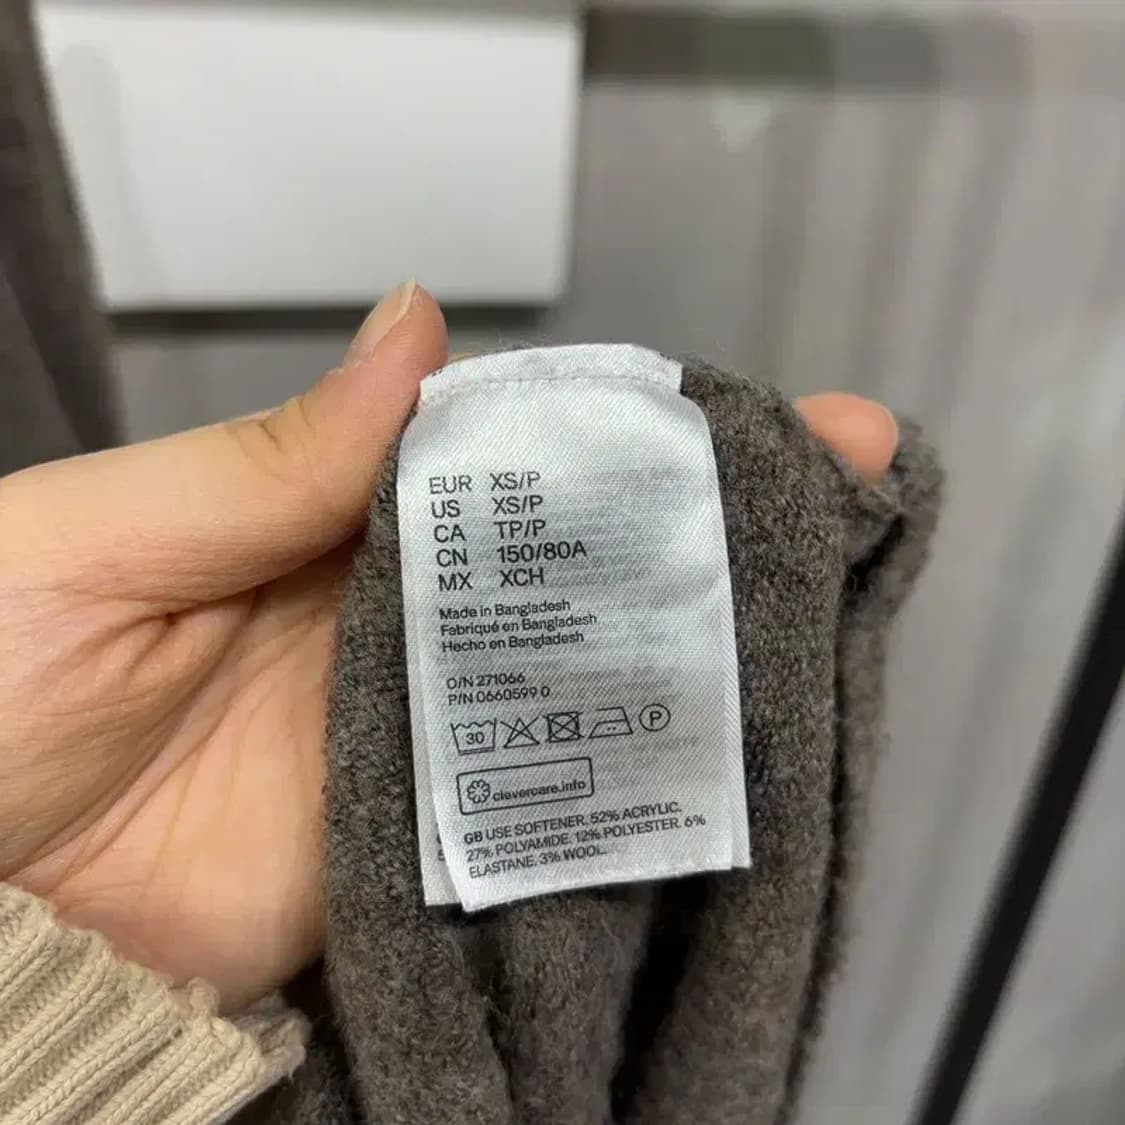 EUR XS/P
US XS/P
CA TP/P
CN 150/80A
MX XCH
Made in Bangladesh
Fabriqué en Bangladesh
Hecho en Bangladesh
O/N 271066
P/N 0660599 0
30 P
clevercare.info
GB USE SOFTENER. 52% ACRYLIC.
27% POLYAMIDE. 12% POLYESTER. 6%
ELASTANE. 3% WOOL.